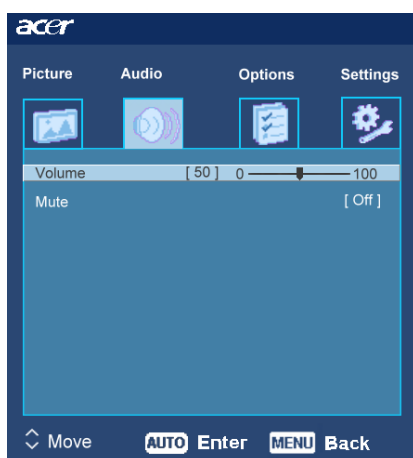 acer
Picture Audio Options Settings
Volume [ 50 ] 0 100
Mute [ Off ]
Move AUTO Enter MENU Back